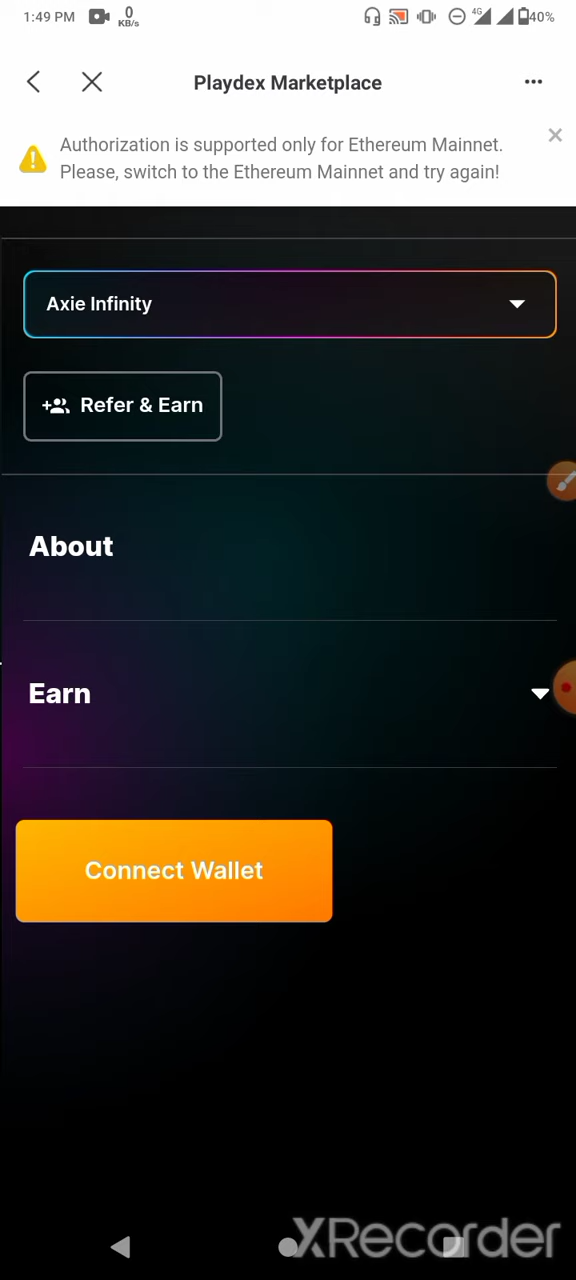 1:49 PM 0 KB/s 4G 40%
Playdex Marketplace
Authorization is supported only for Ethereum Mainnet.
Please, switch to the Ethereum Mainnet and try again!
Axie Infinity
Refer & Earn
About
Earn
Connect Wallet
XRecorder